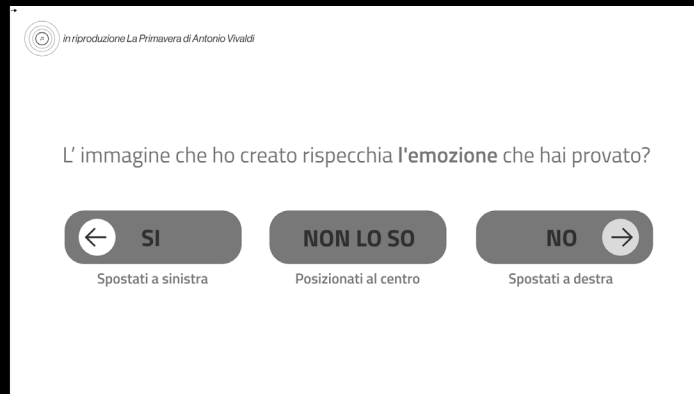 in riproduzione La Primavera di Antonio Vivaldi
L' immagine che ho creato rispecchia l'emozione che hai provato?
SI
NON LO SO
NO
Spostati a sinistra
Posizionati al centro
Spostati a destra